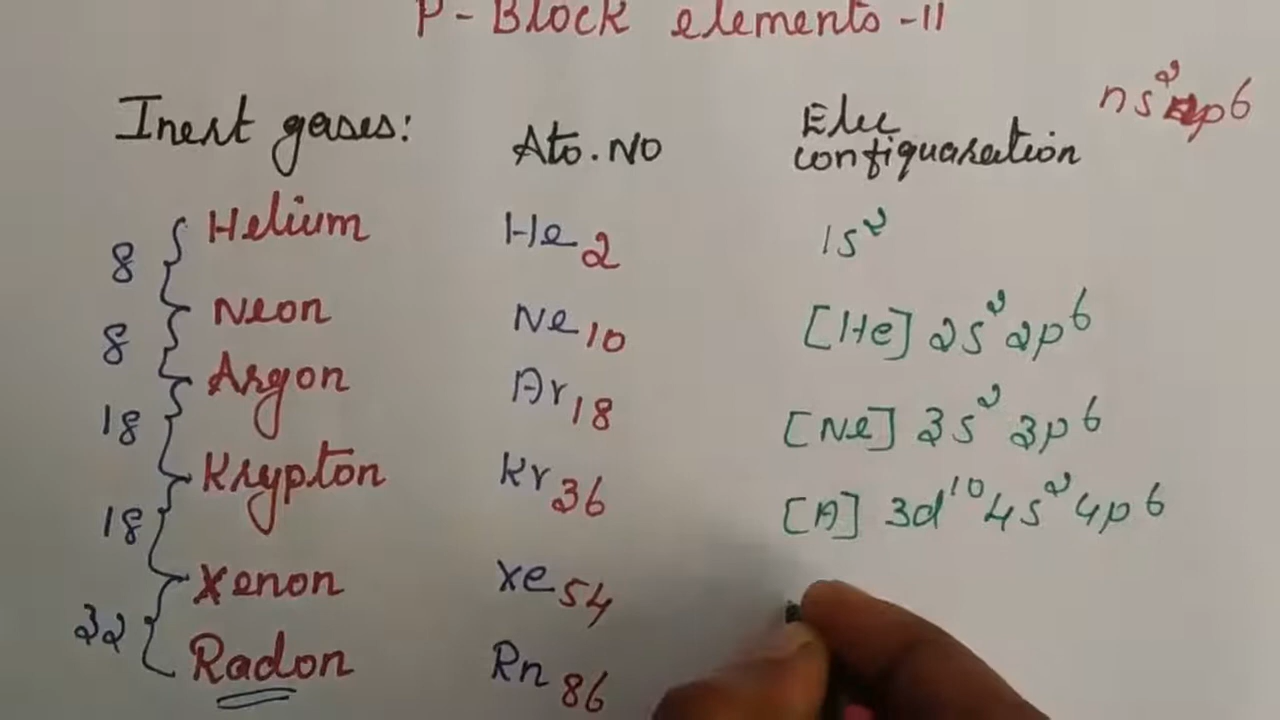 P-Block elements-II
ns²np6
Inert gases: Ato.No Elec configuaration
8 Helium He 2 1s²
8 Neon Ne 10 [He] 2s² 2p6
18 Argon Ar 18 [Ne] 3s² 3p6
18 Krypton Kr 36 [A] 3d10 4s² 4p6
32 Xenon Xe 54
Radon Rn 86